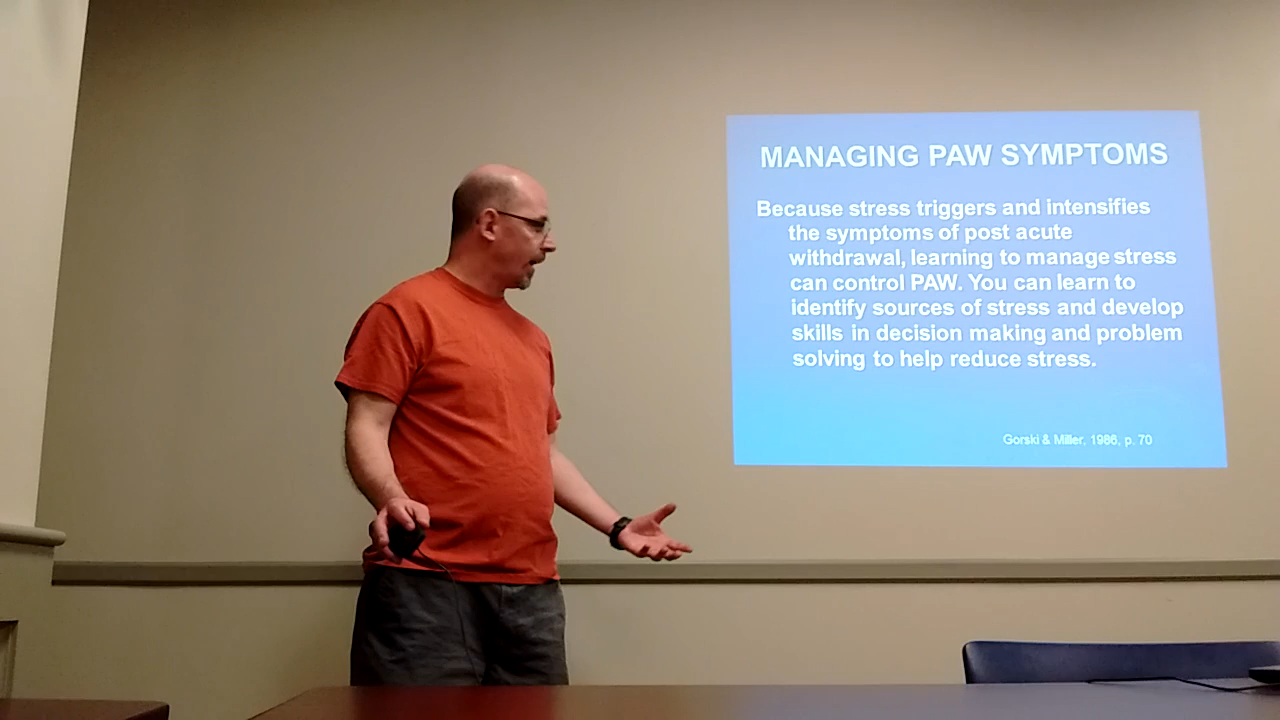 MANAGING PAW SYMPTOMS
Because stress triggers and intensifies
the symptoms of post acute
withdrawal, learning to manage stress
can control PAW. You can learn to
identify sources of stress and develop
skills in decision making and problem
solving to help reduce stress.
Gorski & Miller, 1986, p. 70